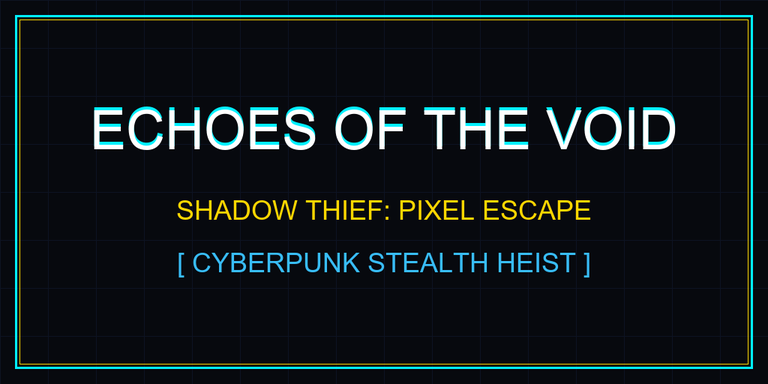 ECHOES OF THE VOID
SHADOW THIEF: PIXEL ESCAPE
[ CYBERPUNK STEALTH HEIST ]